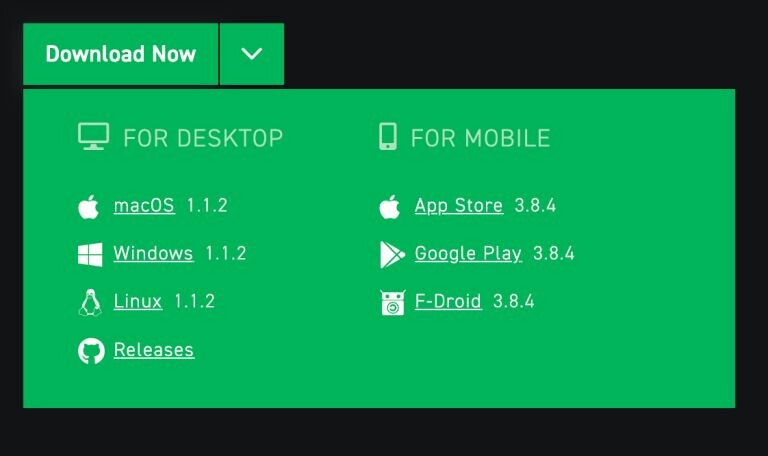 Download Now
FOR DESKTOP
macOS 1.1.2
Windows 1.1.2
Linux 1.1.2
Releases
FOR MOBILE
App Store 3.8.4
Google Play 3.8.4
F-Droid 3.8.4